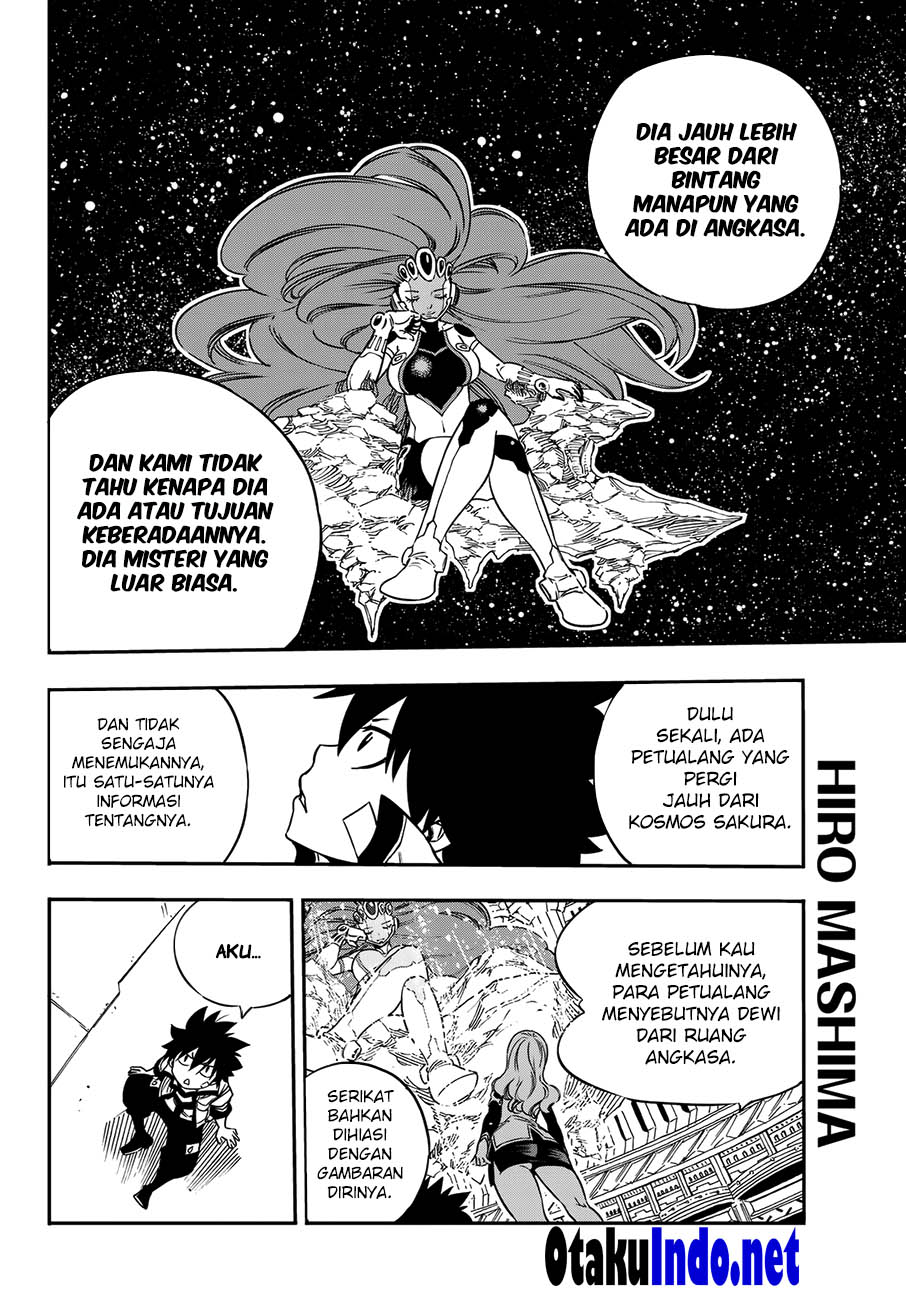 DIA JAUH LEBIH
BESAR DARI
BINTANG
MANAPUN YANG
ADA DI ANGKASA.
DAN KAMI TIDAK
TAHU KENAPA DIA
ADA ATAU TUJUAN
KEBERADAANNYA.
DIA MISTERI YANG
LUAR BIASA.
DULU
SEKALI, ADA
PETUALANG YANG
PERGI
JAUH DARI
KOSMOS SAKURA.
DAN TIDAK
SENGAJA
MENEMUKANNYA,
ITU SATU-SATUNYA
INFORMASI
TENTANGNYA.
SEBELUM KAU
MENGETAHUINYA,
PARA PETUALANG
MENYEBUTNYA DEWI
DARI RUANG
ANGKASA.
SERIKAT
BAHKAN
DIHIASI
DENGAN
GAMBARAN
DIRINYA.
AKU...
HIRO MASHIMA
OtakuIndo.net